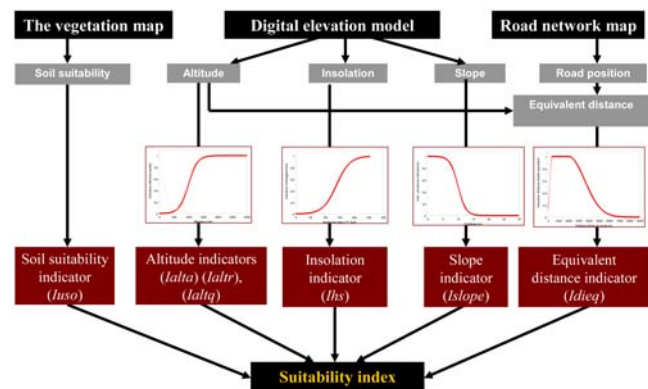 The vegetation map
Digital elevation model
Road network map
Soil suitability
Altitude
Insolation
Slope
Road position
Equivalent distance
Soil suitability
indicator
(Iuso)
Altitude indicators
(Ialta) (Ialtr),
(Ialtq)
Insolation
indicator
(Ihs)
Slope
indicator
(Islope)
Equivalent
distance indicator
(Idieq)
Suitability index